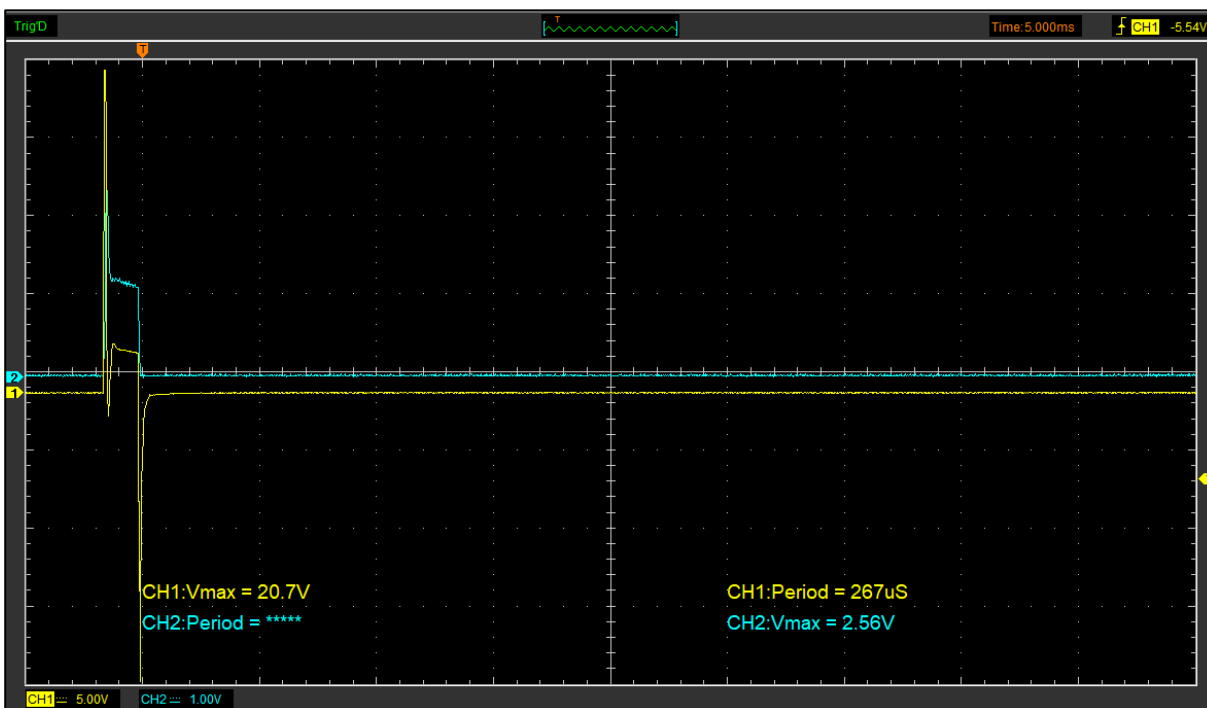 Trig'D
T
Time:5.000ms
CH1 -5.54V
T
2
1
CH1:Vmax = 20.7V
CH1:Period = 267uS
CH2:Period = *****
CH2:Vmax = 2.56V
CH1 5.00V
CH2 1.00V